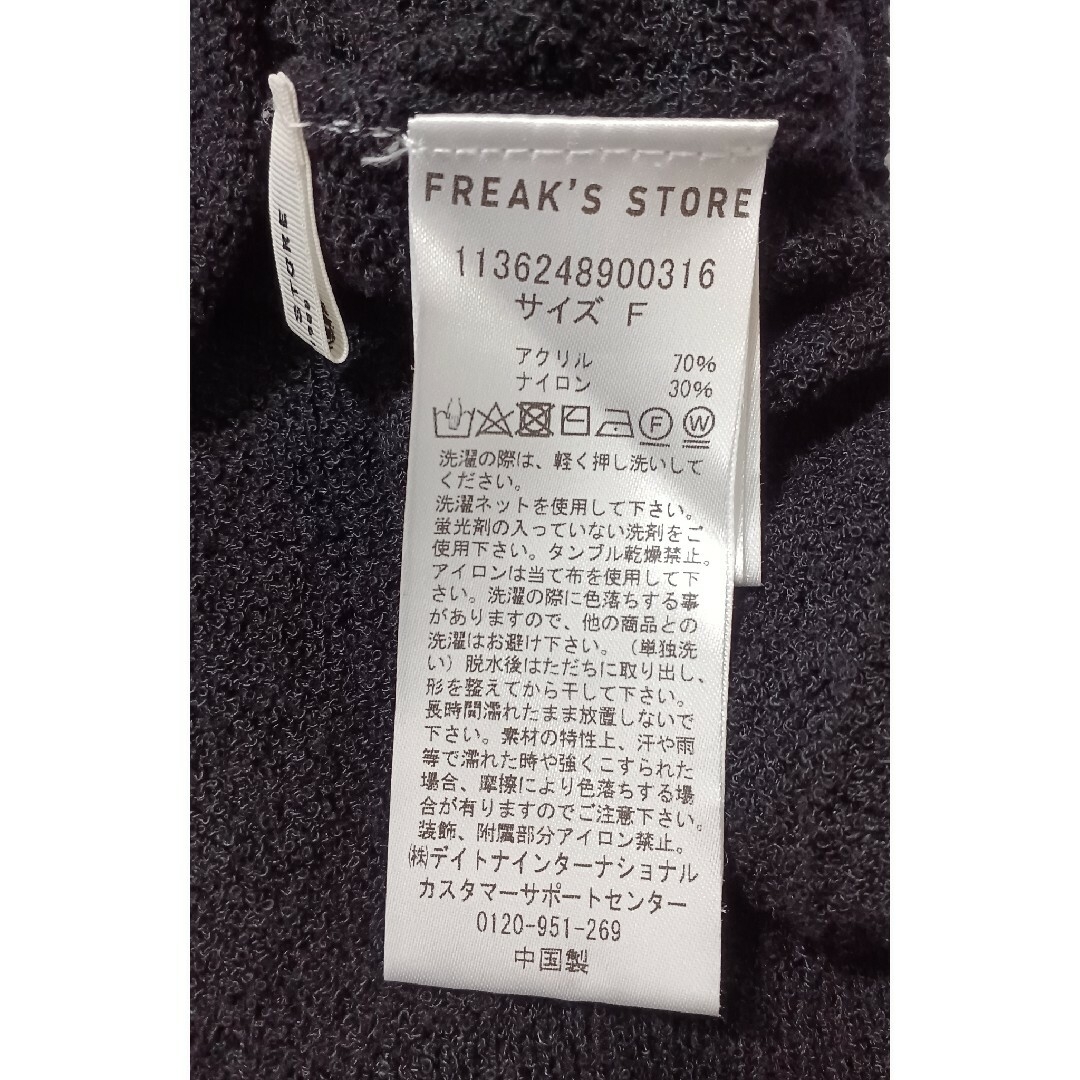 STORE
FREAK'S STORE
1136248900316
サイズ F
アクリル 70%
ナイロン 30%
F W
洗濯の際は、軽く押し洗いして
ください。
洗濯ネットを使用して下さい。
蛍光剤の入っていない洗剤をご
使用下さい。タンブル乾燥禁止。
アイロンは当て布を使用して下
さい。洗濯の際に色落ちする事
がありますので、他の商品との
洗濯はお避け下さい。（単独洗
い）脱水後はただちに取り出し、
形を整えてから干して下さい。
長時間濡れたまま放置しないで
下さい。素材の特性上、汗や雨
等で濡れた時や強くこすられた
場合、摩擦により色落ちする場
合が有りますのでご注意下さい。
装飾、附属部分アイロン禁止。
㈱デイトナインターナショナル
カスタマーサポートセンター
0120-951-269
中国製